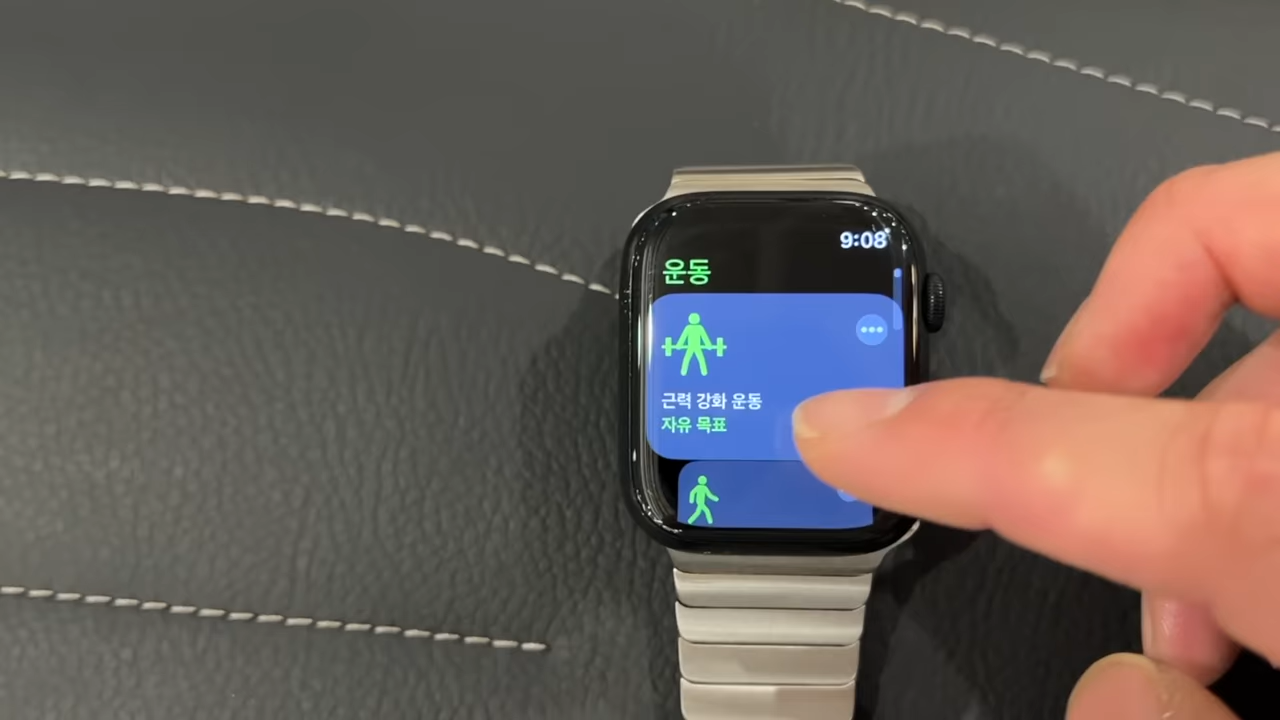 9:08
운동
근력 강화 운동
자유 목표